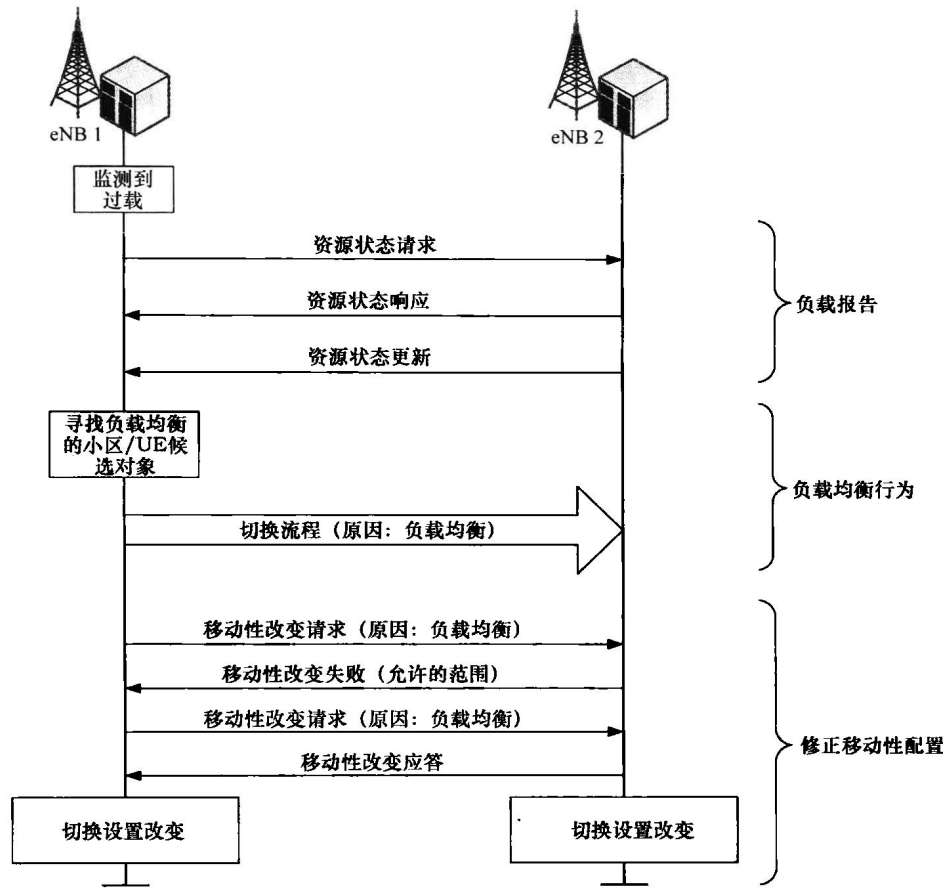 eNB 1
eNB 2
监测到
过载
资源状态请求
资源状态响应
负载报告
资源状态更新
寻找负载均衡
的小区/UE候
选对象
负载均衡行为
切换流程（原因：负载均衡）
移动性改变请求（原因：负载均衡）
移动性改变失败（允许的范围）
移动性改变请求（原因：负载均衡）
修正移动性配置
移动性改变应答
切换设置改变
切换设置改变